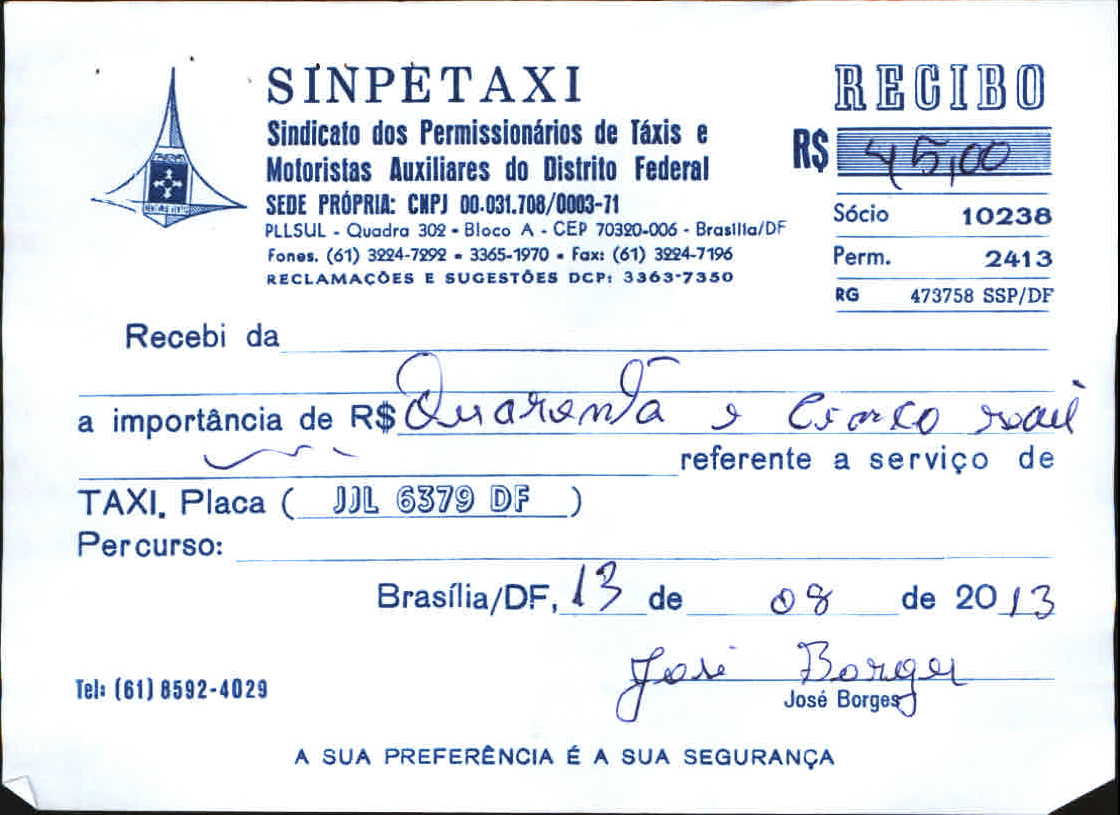 SINPETAXI
Sindicato dos Permissionários de Táxis e
Motoristas Auxiliares do Distrito Federal
SEDE PRÓPRIA: CNPJ 00.031.708/0003-71
PLLSUL - Quadra 302 - Bloco A - CEP 70320-006 - Brasília/DF
Fones. (61) 3224-7292 - 3365-1970 - Fax: (61) 3224-7196
RECLAMAÇÕES E SUGESTÕES DCP: 3363-7350
RECIBO
R$ 45,00
Sócio 10238
Perm. 2413
RG 473758 SSP/DF
Recebi da
a importância de R$ Quarenta e Cinco reais
referente a serviço de
TAXI. Placa ( JJL 6379 DF )
Percurso:
Brasília/DF, 13 de 08 de 2013
José Borges
José Borges
Tel: (61) 8592-4029
A SUA PREFERÊNCIA É A SUA SEGURANÇA